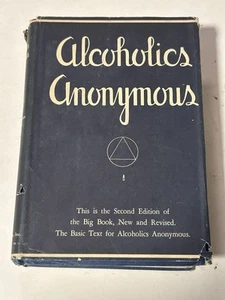 Alcoholics
Anonymous
This is the Second Edition of
the Big Book, New and Revised.
The Basic Text for Alcoholics Anonymous.